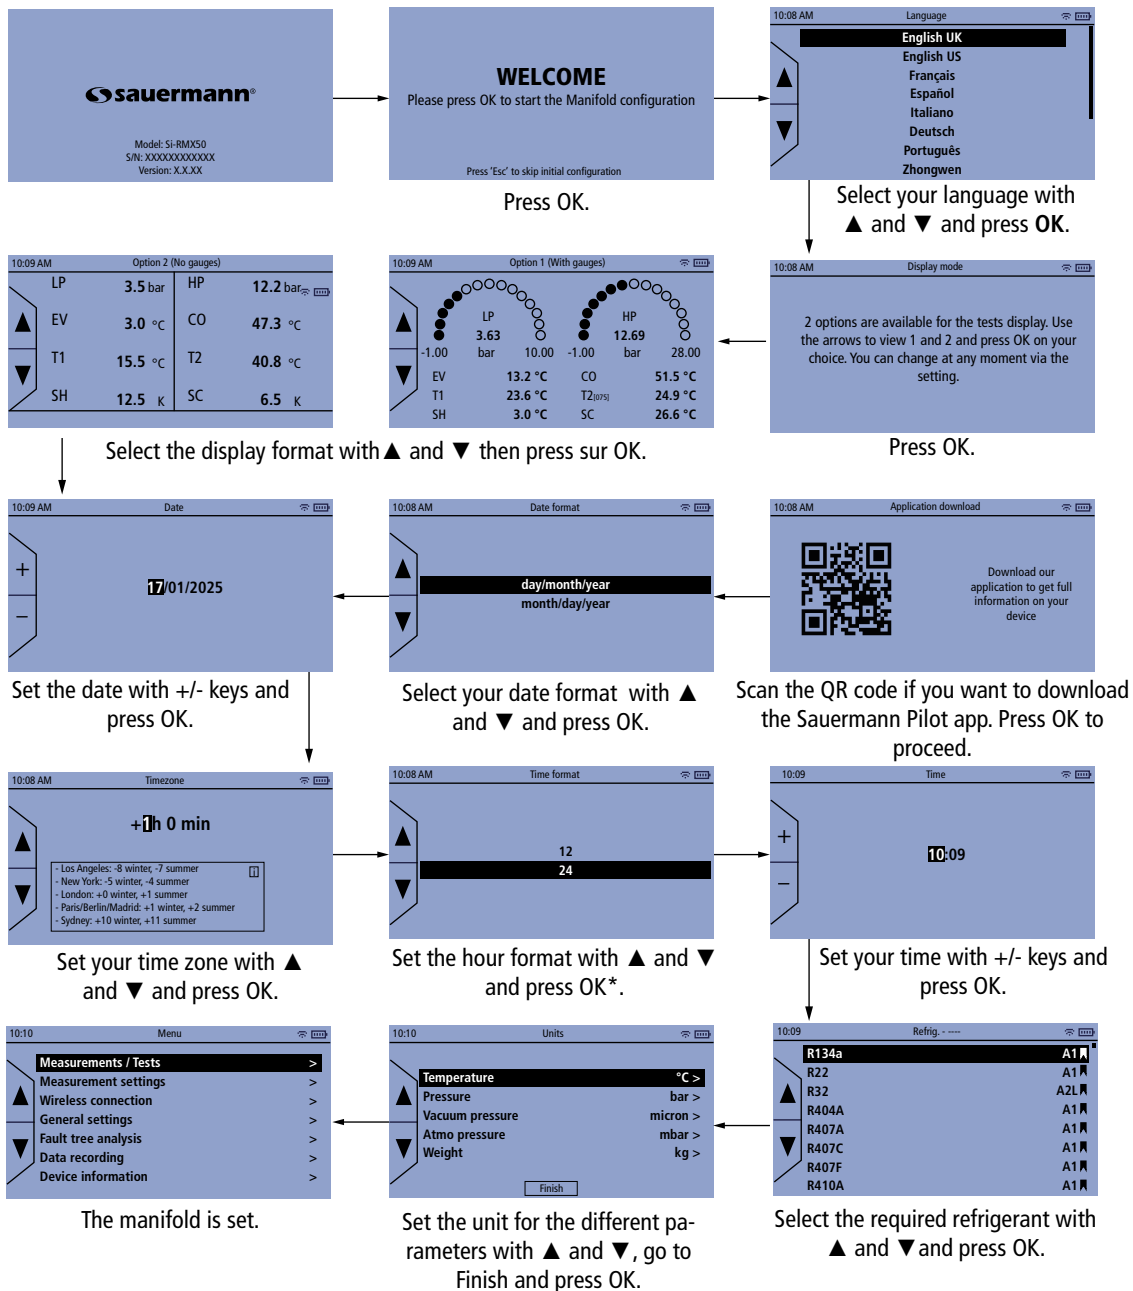 sauermann®
Model: Si-RMX50
S/N: XXXXXXXXXXXX
Version: X.X.XX
WELCOME
Please press OK to start the Manifold configuration
Press 'Esc' to skip initial configuration
Press OK.
10:08 AM Language
English UK
English US
Français
Español
Italiano
Deutsch
Português
Zhongwen
Select your language with
▲ and ▼ and press OK.
10:09 AM Option 2 (No gauges)
LP 3.5 bar HP 12.2 bar
EV 3.0 °C CO 47.3 °C
T1 15.5 °C T2 40.8 °C
SH 12.5 K SC 6.5 K
10:09 AM Option 1 (With gauges)
LP HP
3.63 12.69
-1.00 bar 10.00 -1.00 bar 28.00
EV 13.2 °C CO 51.5 °C
T1 23.6 °C T2[075] 24.9 °C
SH 3.0 °C SC 26.6 °C
10:08 AM Display mode
2 options are available for the tests display. Use
the arrows to view 1 and 2 and press OK on your
choice. You can change at any moment via the
setting.
Press OK.
Select the display format with ▲ and ▼ then press sur OK.
10:09 AM Date
+
17/01/2025
−
Set the date with +/- keys and
press OK.
10:08 AM Date format
day/month/year
month/day/year
Select your date format with ▲
and ▼ and press OK.
10:08 AM Application download
Download our
application to get full
information on your
device
Scan the QR code if you want to download
the Sauermann Pilot app. Press OK to
proceed.
10:08 AM Timezone
+1h 0 min
- Los Angeles: -8 winter, -7 summer
- New York: -5 winter, -4 summer
- London: +0 winter, +1 summer
- Paris/Berlin/Madrid: +1 winter, +2 summer
- Sydney: +10 winter, +11 summer
i
Set your time zone with ▲
and ▼ and press OK.
10:08 AM Time format
12
24
Set the hour format with ▲ and ▼
and press OK*.
10:09 Time
+
10:09
−
Set your time with +/- keys and
press OK.
10:10 Menu
Measurements / Tests >
Measurement settings >
Wireless connection >
General settings >
Fault tree analysis >
Data recording >
Device information >
The manifold is set.
10:10 Units
Temperature °C >
Pressure bar >
Vacuum pressure micron >
Atmo pressure mbar >
Weight kg >
Finish
Set the unit for the different pa-
rameters with ▲ and ▼, go to
Finish and press OK.
10:09 Refrig. - ----
R134a A1
R22 A1
R32 A2L
R404A A1
R407A A1
R407C A1
R407F A1
R410A A1
Select the required refrigerant with
▲ and ▼ and press OK.